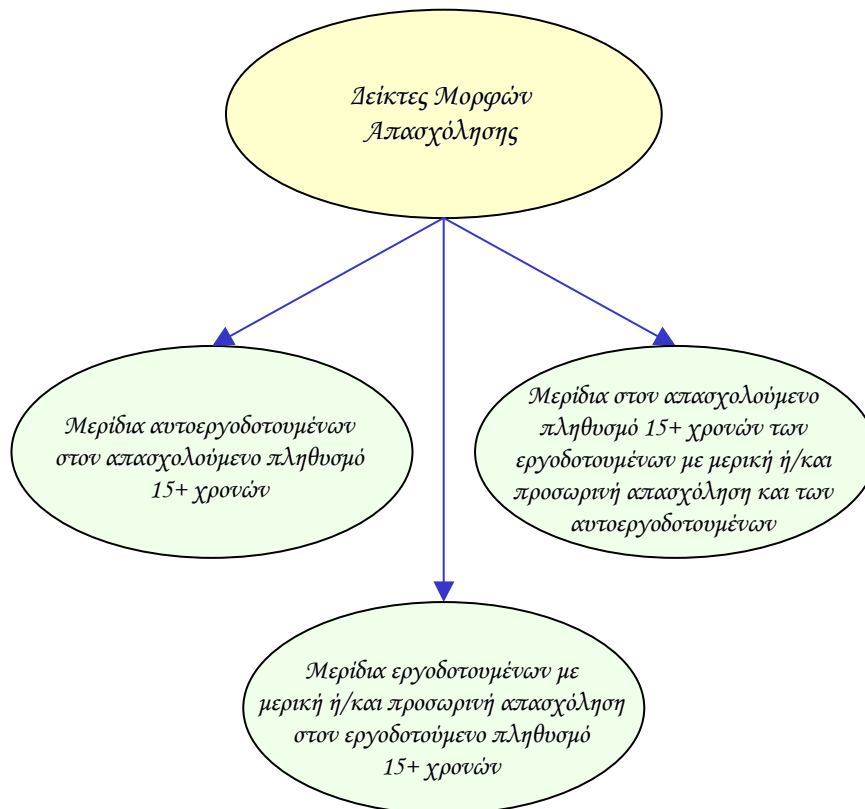 Δείκτες Μορφών
Απασχόλησης
Μερίδια αυτοεργοδοτουμένων
στον απασχολούμενο πληθυσμό
15+ χρονών
Μερίδια στον απασχολούμενο
πληθυσμό 15+ χρονών των
εργοδοτουμένων με μερική ή/και
προσωρινή απασχόληση και των
αυτοεργοδοτουμένων
Μερίδια εργοδοτουμένων με
μερική ή/και προσωρινή απασχόληση
στον εργοδοτούμενο πληθυσμό
15+ χρονών